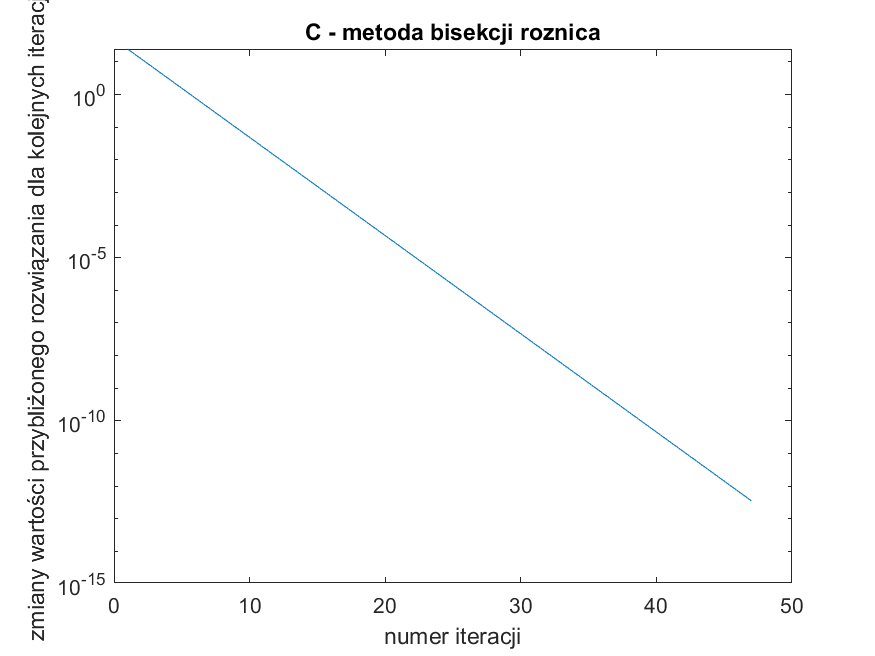 C - metoda bisekcji roznica
zmiany wartości przybliżonego rozwiązania dla kolejnych iteracj
10^0
10^-5
10^-10
10^-15
0 10 20 30 40 50
numer iteracji